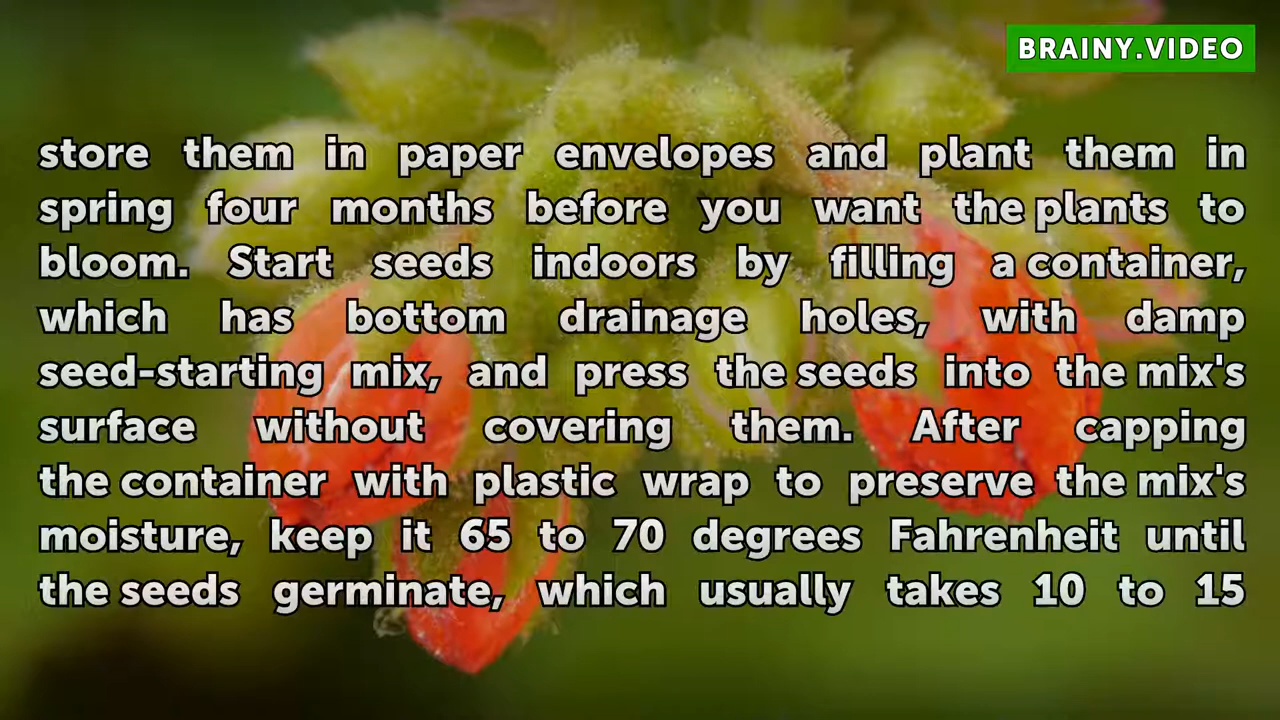 BRAINY.VIDEO
store them in paper envelopes and plant them in
spring four months before you want the plants to
bloom. Start seeds indoors by filling a container,
which has bottom drainage holes, with damp
seed-starting mix, and press the seeds into the mix's
surface without covering them. After capping
the container with plastic wrap to preserve the mix's
moisture, keep it 65 to 70 degrees Fahrenheit until
the seeds germinate, which usually takes 10 to 15